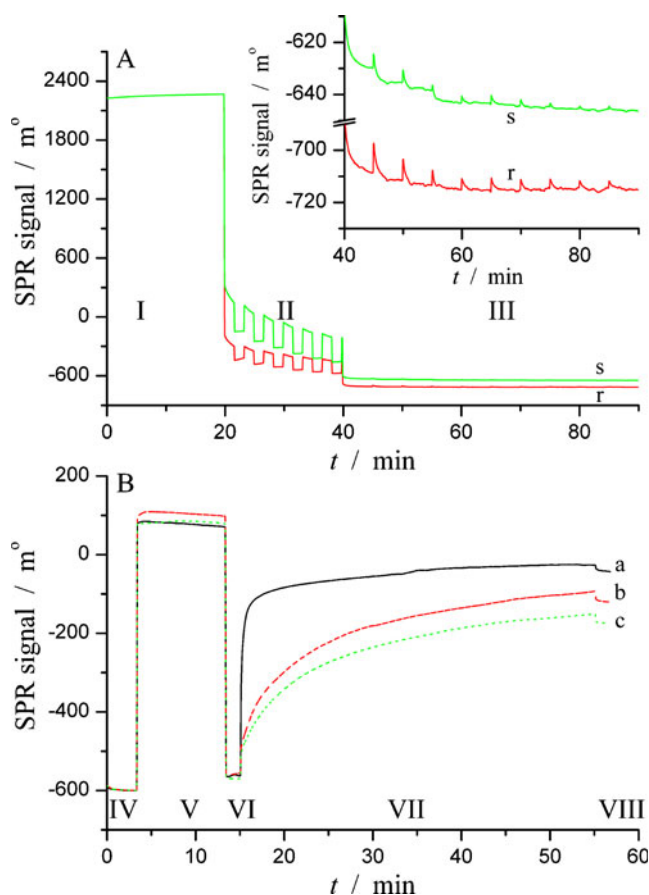 A
SPR signal / m°
2400
1800
1200
600
0
-600
I
II
III
s
r
0 20 40 60 80
t / min
SPR signal / m°
-620
-640
-700
-720
s
r
40 60 80
t / min
B
SPR signal / m°
200
100
0
-200
-400
-600
a
b
c
IV V VI VII VIII
0 10 20 30 40 50 60
t / min